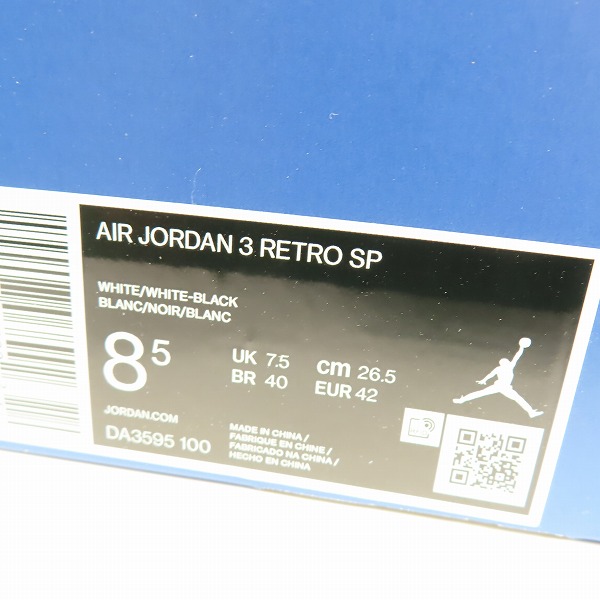 AIR JORDAN 3 RETRO SP
WHITE/WHITE-BLACK
BLANC/NOIR/BLANC
8 5
UK 7.5
cm 26.5
BR 40
EUR 42
JORDAN.COM
DA3595 100
MADE IN CHINA /
FABRIQUE EN CHINE /
FABRICADO NA CHINA /
HECHO EN CHINA